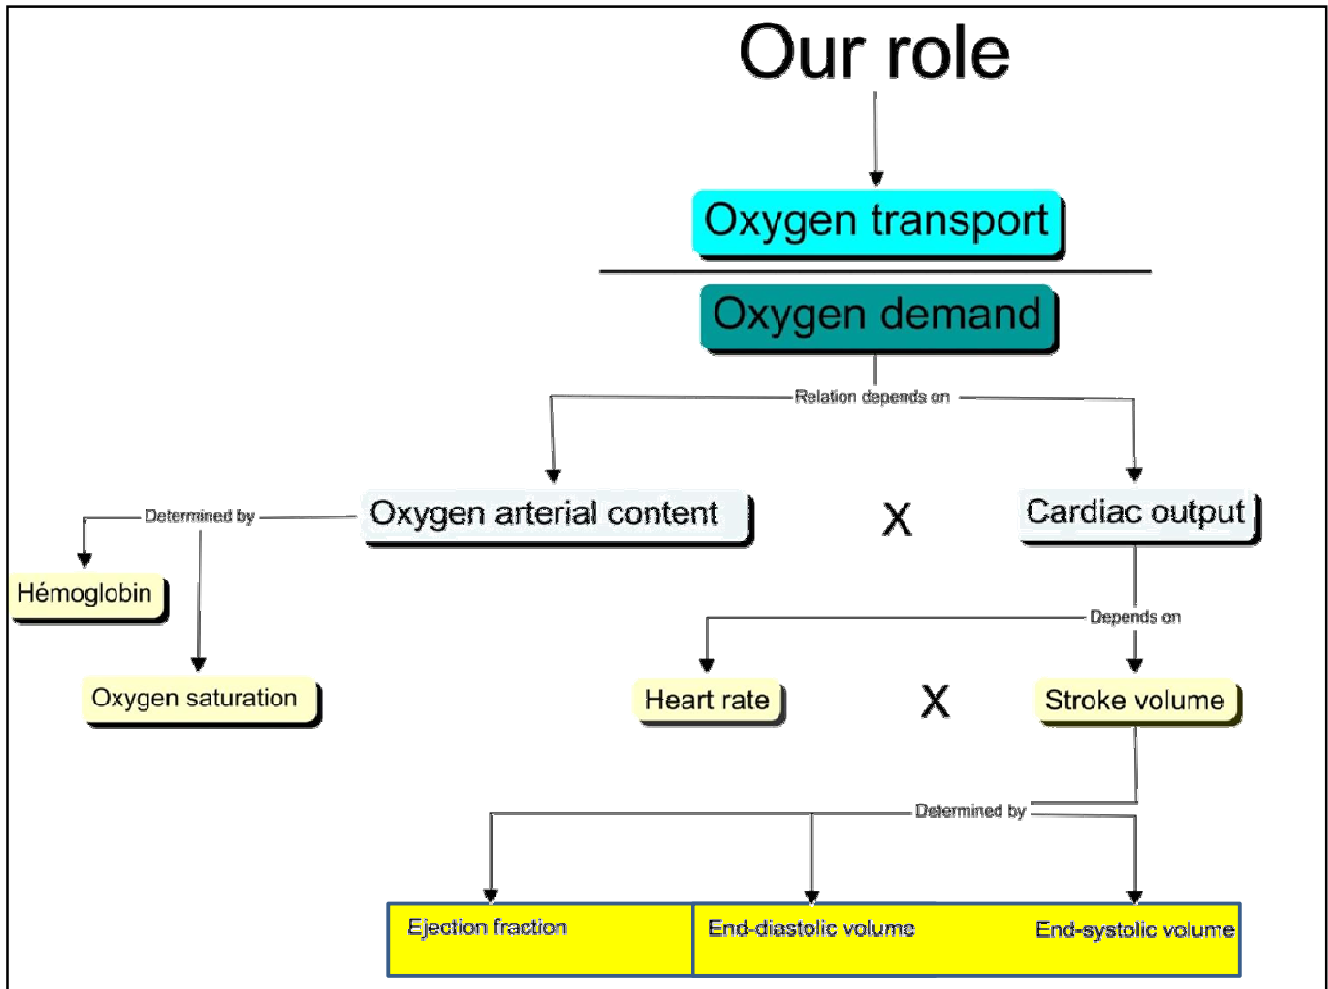 Our role
Oxygen transport
Oxygen demand
Relation depends on
Oxygen arterial content
X
Cardiac output
Determined by
Hémoglobin
Oxygen saturation
Depends on
Heart rate
X
Stroke volume
Determined by
Ejection fraction
End-diastolic volume
End-systolic volume